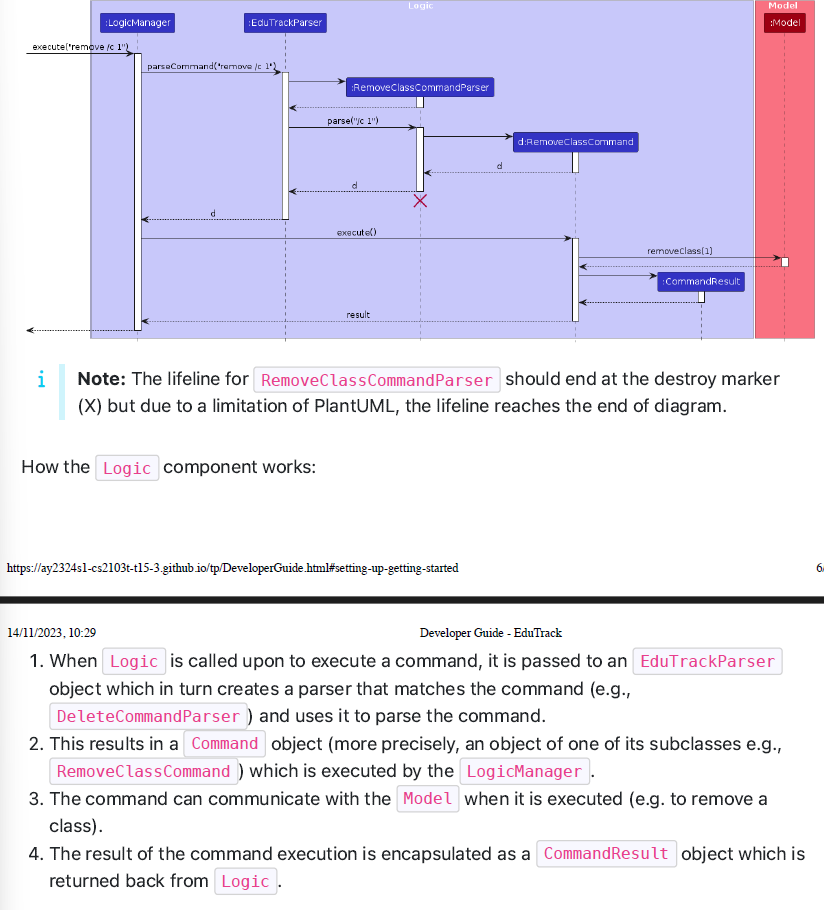 Logic
Model
:LogicManager
:EduTrackParser
:Model
execute("remove /c 1")
parseCommand("remove /c 1")
:RemoveClassCommandParser
parse("/c 1")
d:RemoveClassCommand
d
d
d
execute()
removeClass(1)
:CommandResult
result
i
Note: The lifeline for RemoveClassCommandParser should end at the destroy marker
(X) but due to a limitation of PlantUML, the lifeline reaches the end of diagram.
How the Logic component works:
https://ay2324s1-cs2103t-t15-3.github.io/tp/DeveloperGuide.html#setting-up-getting-started
6/
14/11/2023, 10:29
Developer Guide - EduTrack
1. When Logic is called upon to execute a command, it is passed to an EduTrackParser
object which in turn creates a parser that matches the command (e.g.,
DeleteCommandParser) and uses it to parse the command.
2. This results in a Command object (more precisely, an object of one of its subclasses e.g.,
RemoveClassCommand) which is executed by the LogicManager.
3. The command can communicate with the Model when it is executed (e.g. to remove a
class).
4. The result of the command execution is encapsulated as a CommandResult object which is
returned back from Logic.